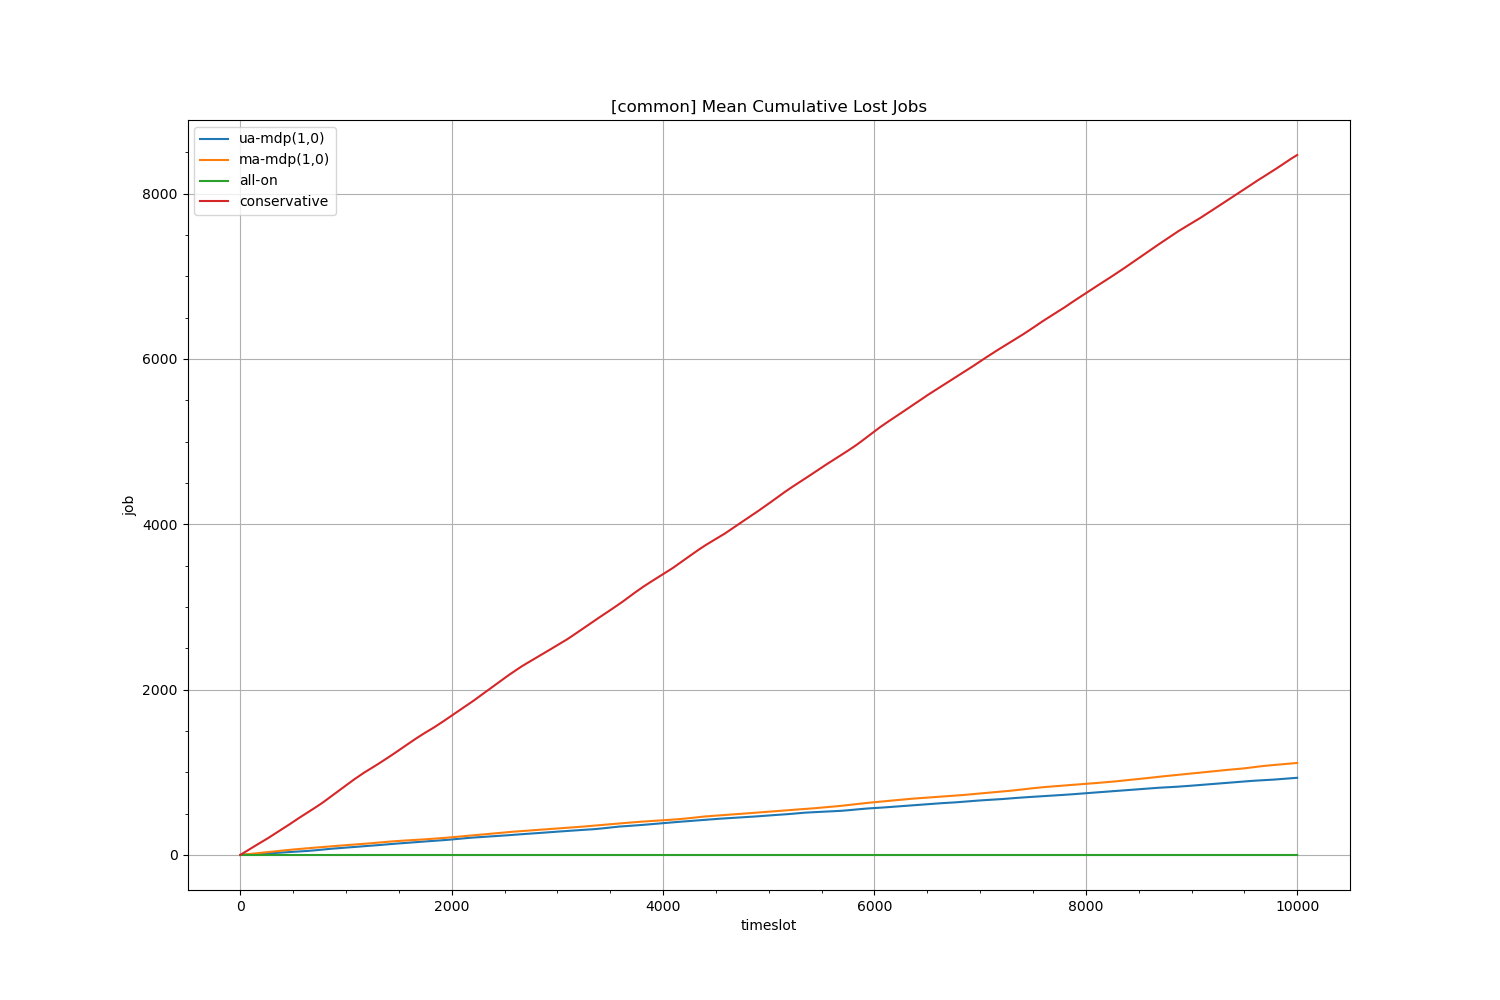 [common] Mean Cumulative Lost Jobs
ua-mdp(1,0)
ma-mdp(1,0)
all-on
conservative
8000
6000
4000
2000
0
job
0 2000 4000 6000 8000 10000
timeslot